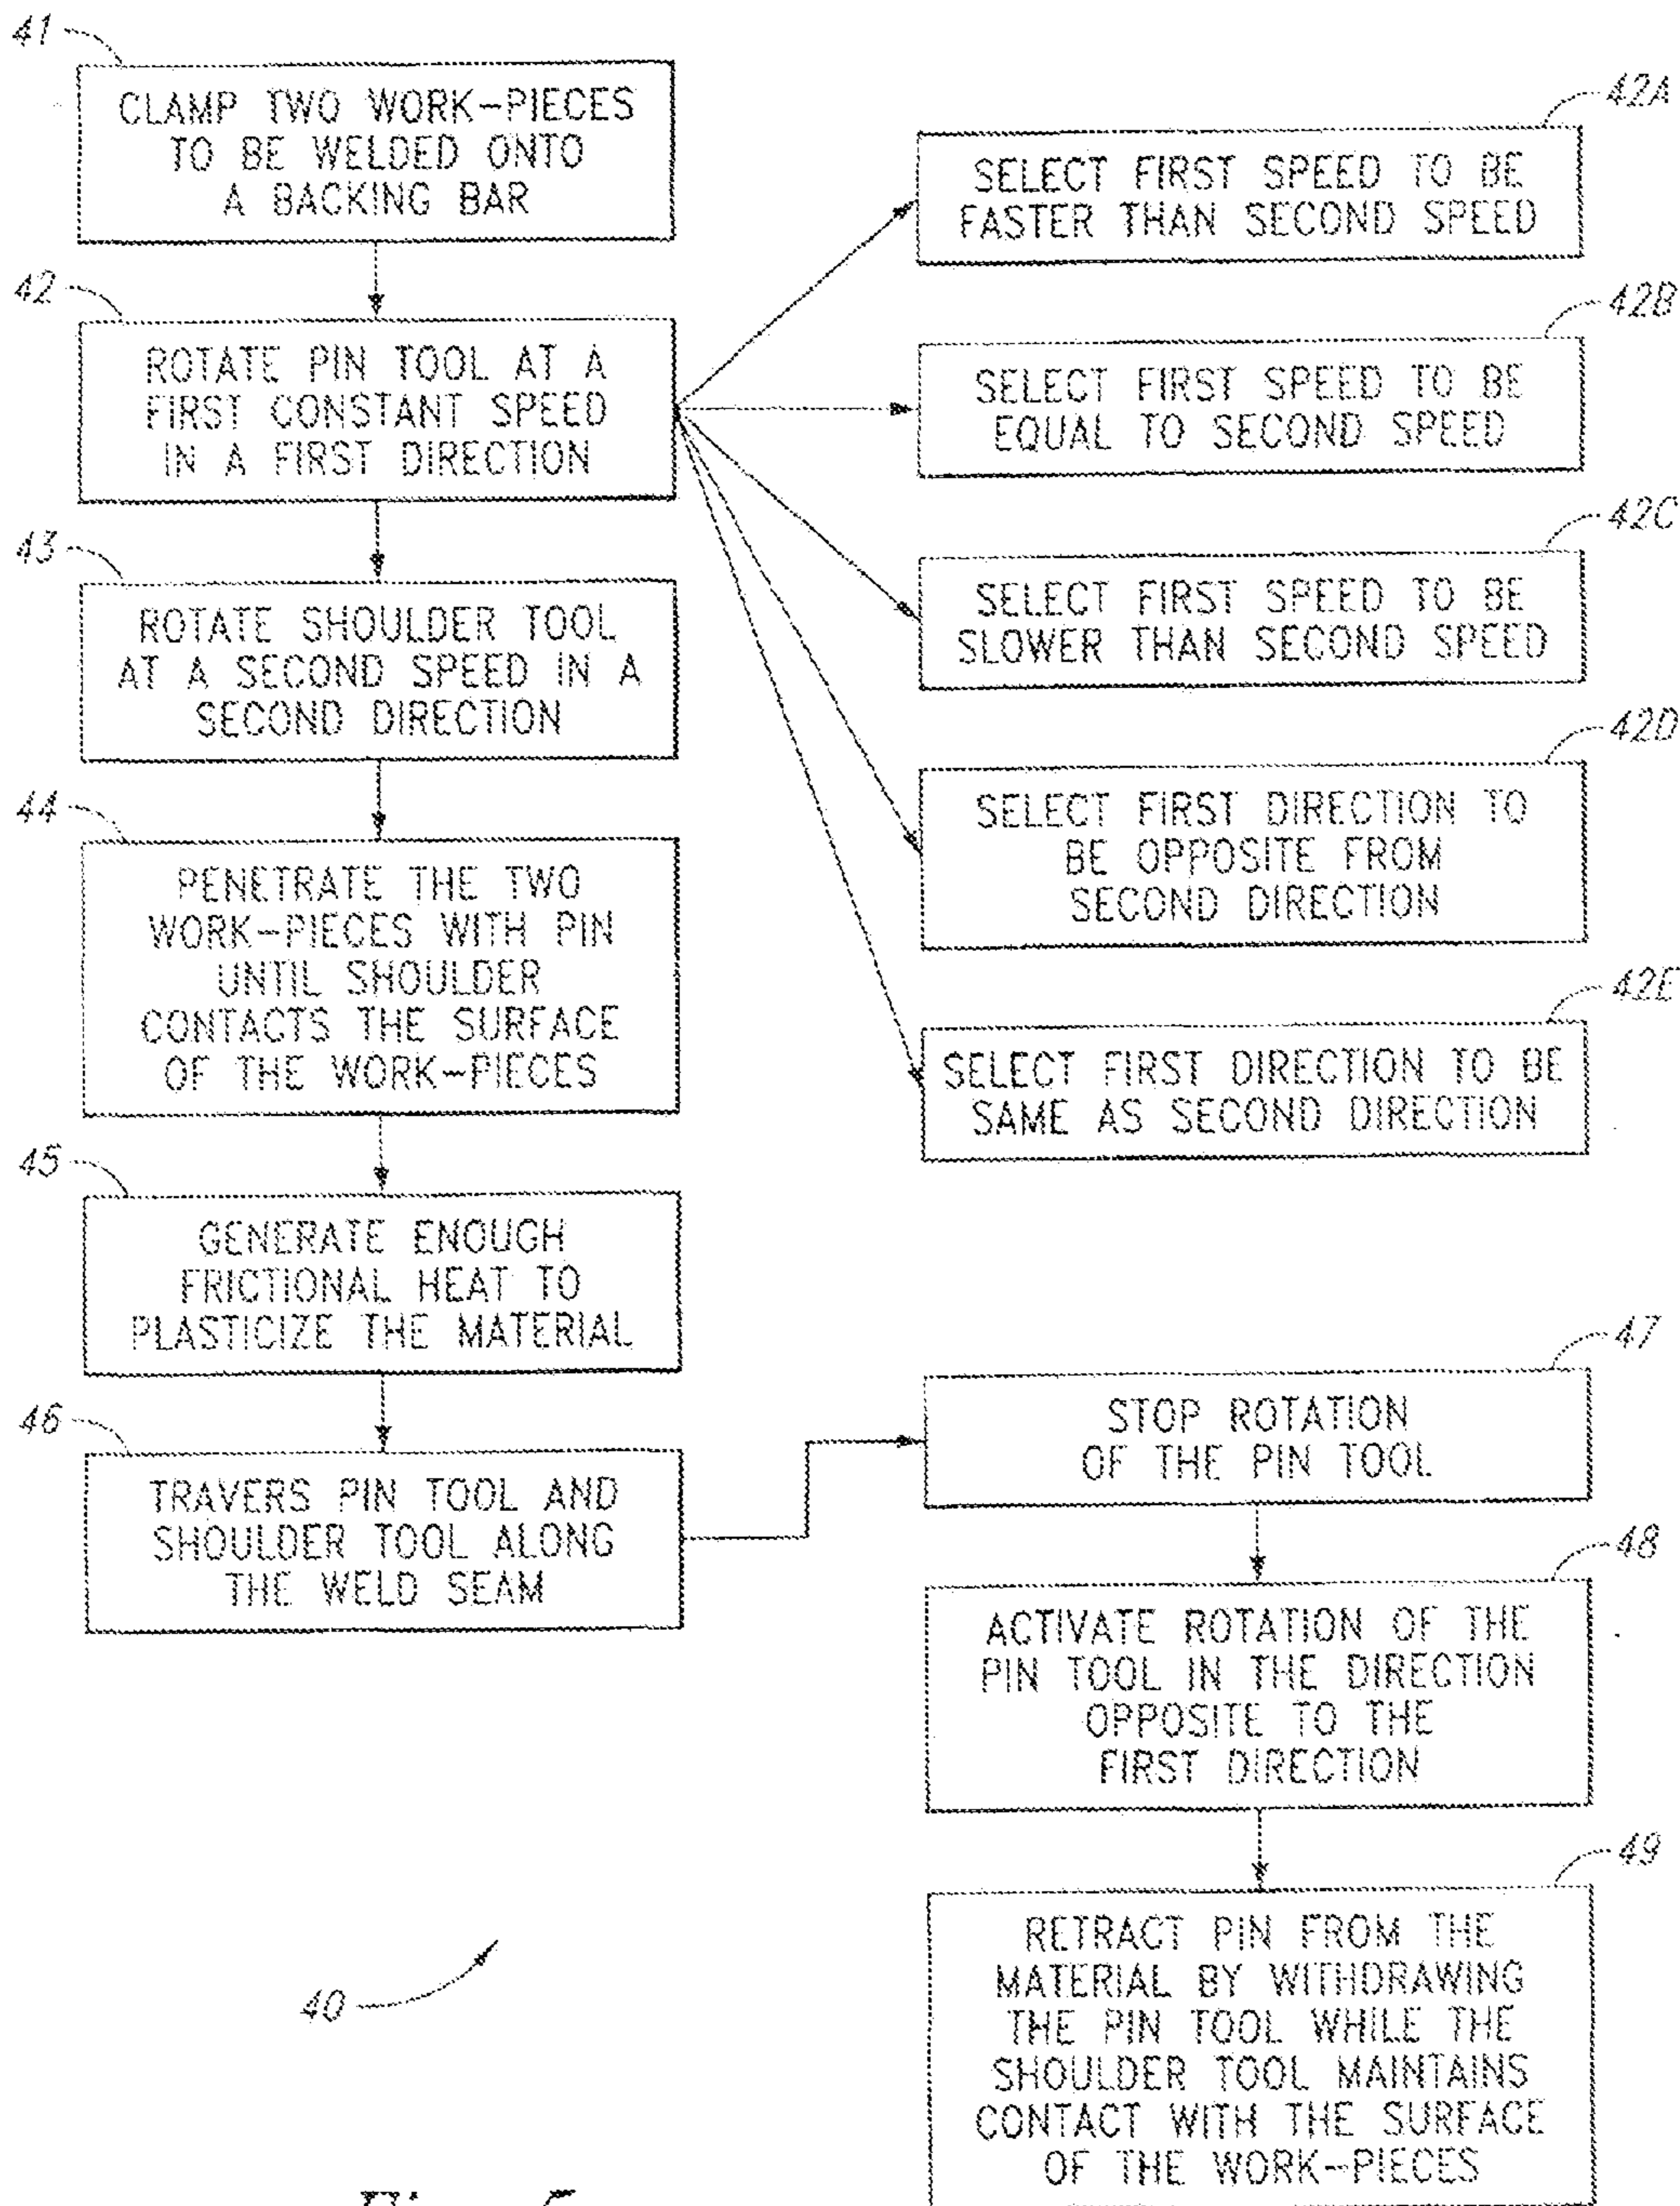 41
CLAMP TWO WORK-PIECES
TO BE WELDED ONTO
A BACKING BAR
42
ROTATE PIN TOOL AT A
FIRST CONSTANT SPEED
IN A FIRST DIRECTION
42A
SELECT FIRST SPEED TO BE
FASTER THAN SECOND SPEED
42B
SELECT FIRST SPEED TO BE
EQUAL TO SECOND SPEED
42C
SELECT FIRST SPEED TO BE
SLOWER THAN SECOND SPEED
42D
SELECT FIRST DIRECTION TO
BE OPPOSITE FROM
SECOND DIRECTION
42E
SELECT FIRST DIRECTION TO BE
SAME AS SECOND DIRECTION
43
ROTATE SHOULDER TOOL
AT A SECOND SPEED IN A
SECOND DIRECTION
44
PENETRATE THE TWO
WORK-PIECES WITH PIN
UNTIL SHOULDER
CONTACTS THE SURFACE
OF THE WORK-PIECES
45
GENERATE ENOUGH
FRICTIONAL HEAT TO
PLASTICIZE THE MATERIAL
46
TRAVERS PIN TOOL AND
SHOULDER TOOL ALONG
THE WELD SEAM
47
STOP ROTATION
OF THE PIN TOOL
48
ACTIVATE ROTATION OF THE
PIN TOOL IN THE DIRECTION
OPPOSITE TO THE
FIRST DIRECTION
49
RETRACT PIN FROM THE
MATERIAL BY WITHDRAWING
THE PIN TOOL WHILE THE
SHOULDER TOOL MAINTAINS
CONTACT WITH THE SURFACE
OF THE WORK-PIECES
40